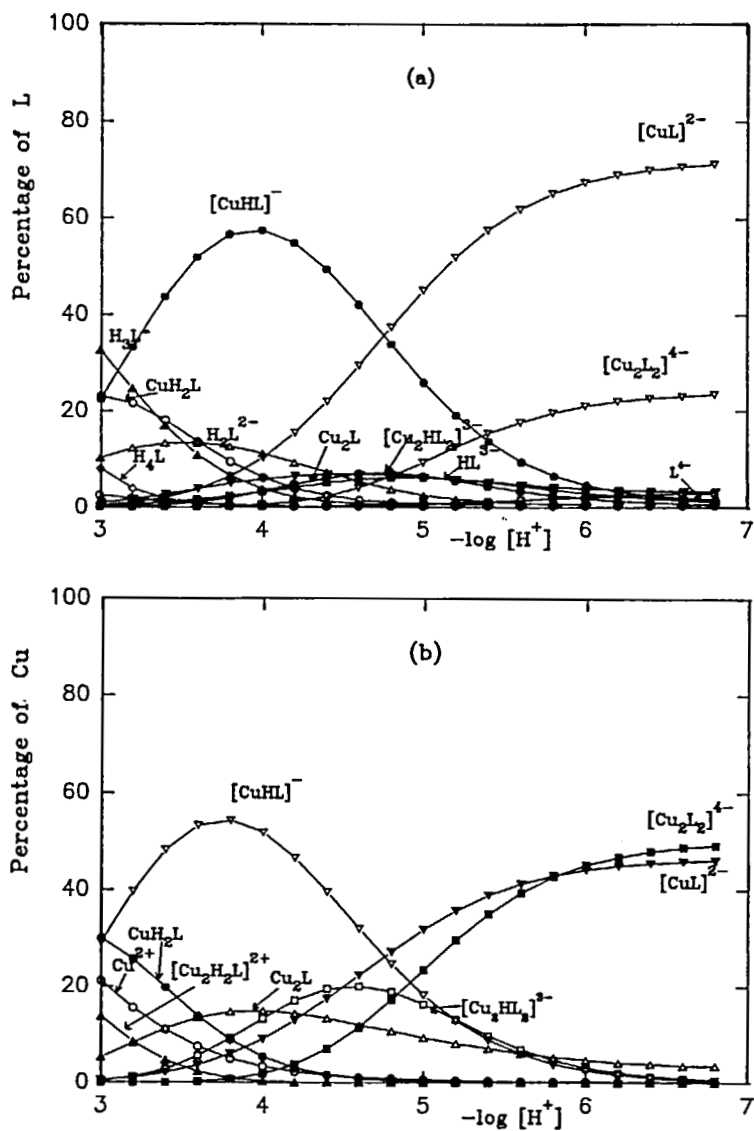 100
(a)
80
[CuL]²⁻
Percentage of L
60
[CuHL]⁻
40
H₃L⁻
[Cu₂L₂]⁴⁻
CuH₂L
20
H₂L²⁻
Cu₂L
[Cu₂HL₂]³⁻
H₄L
HL³⁻
L⁴⁻
0
3 4 5 6 7
-log [H⁺]
100
(b)
80
Percentage of Cu
60
[CuHL]⁻
[Cu₂L₂]⁴⁻
40
[CuL]²⁻
CuH₂L
Cu²⁺
[Cu₂H₂L]²⁺
Cu₂L
20
[Cu₂HL₂]³⁻
0
3 4 5 6 7
-log [H⁺]